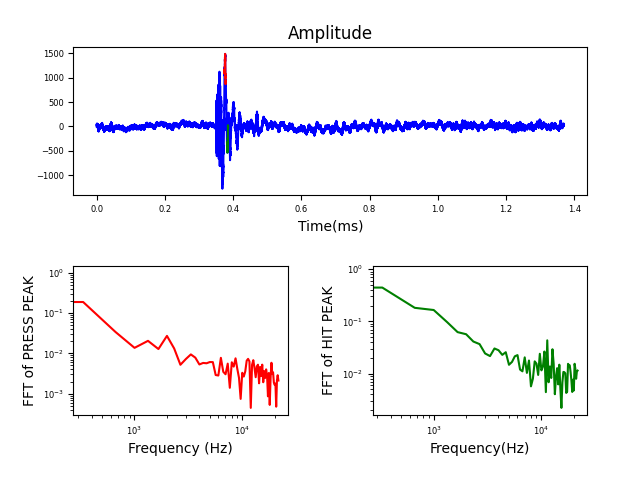 Amplitude
1500
1000
500
0
−500
−1000
0.0 0.2 0.4 0.6 0.8 1.0 1.2 1.4
Time(ms)
FFT of PRESS PEAK
10⁰
10⁻¹
10⁻²
10⁻³
10³ 10⁴
Frequency (Hz)
FFT of HIT PEAK
10⁰
10⁻¹
10⁻²
10³ 10⁴
Frequency(Hz)